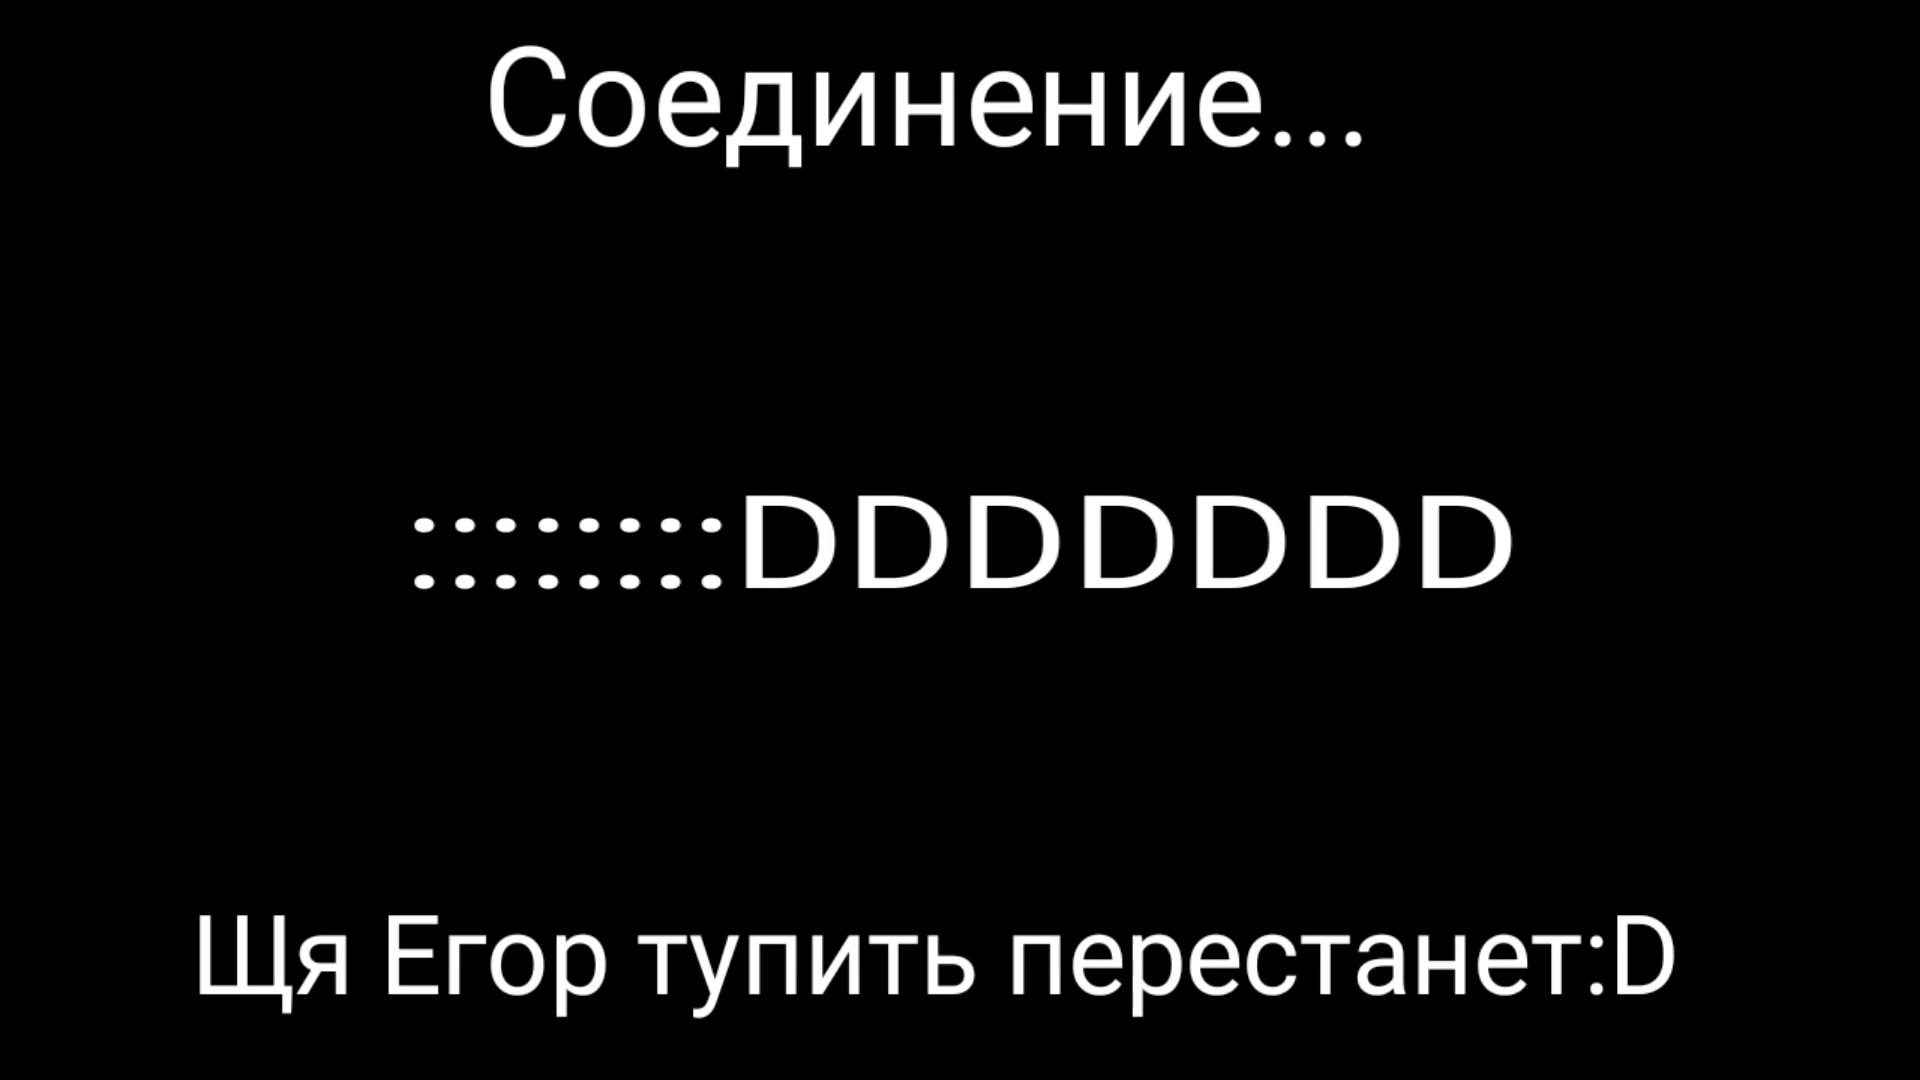 Соединение...
::::::::DDDDDDD
Щя Егор тупить перестанет:D